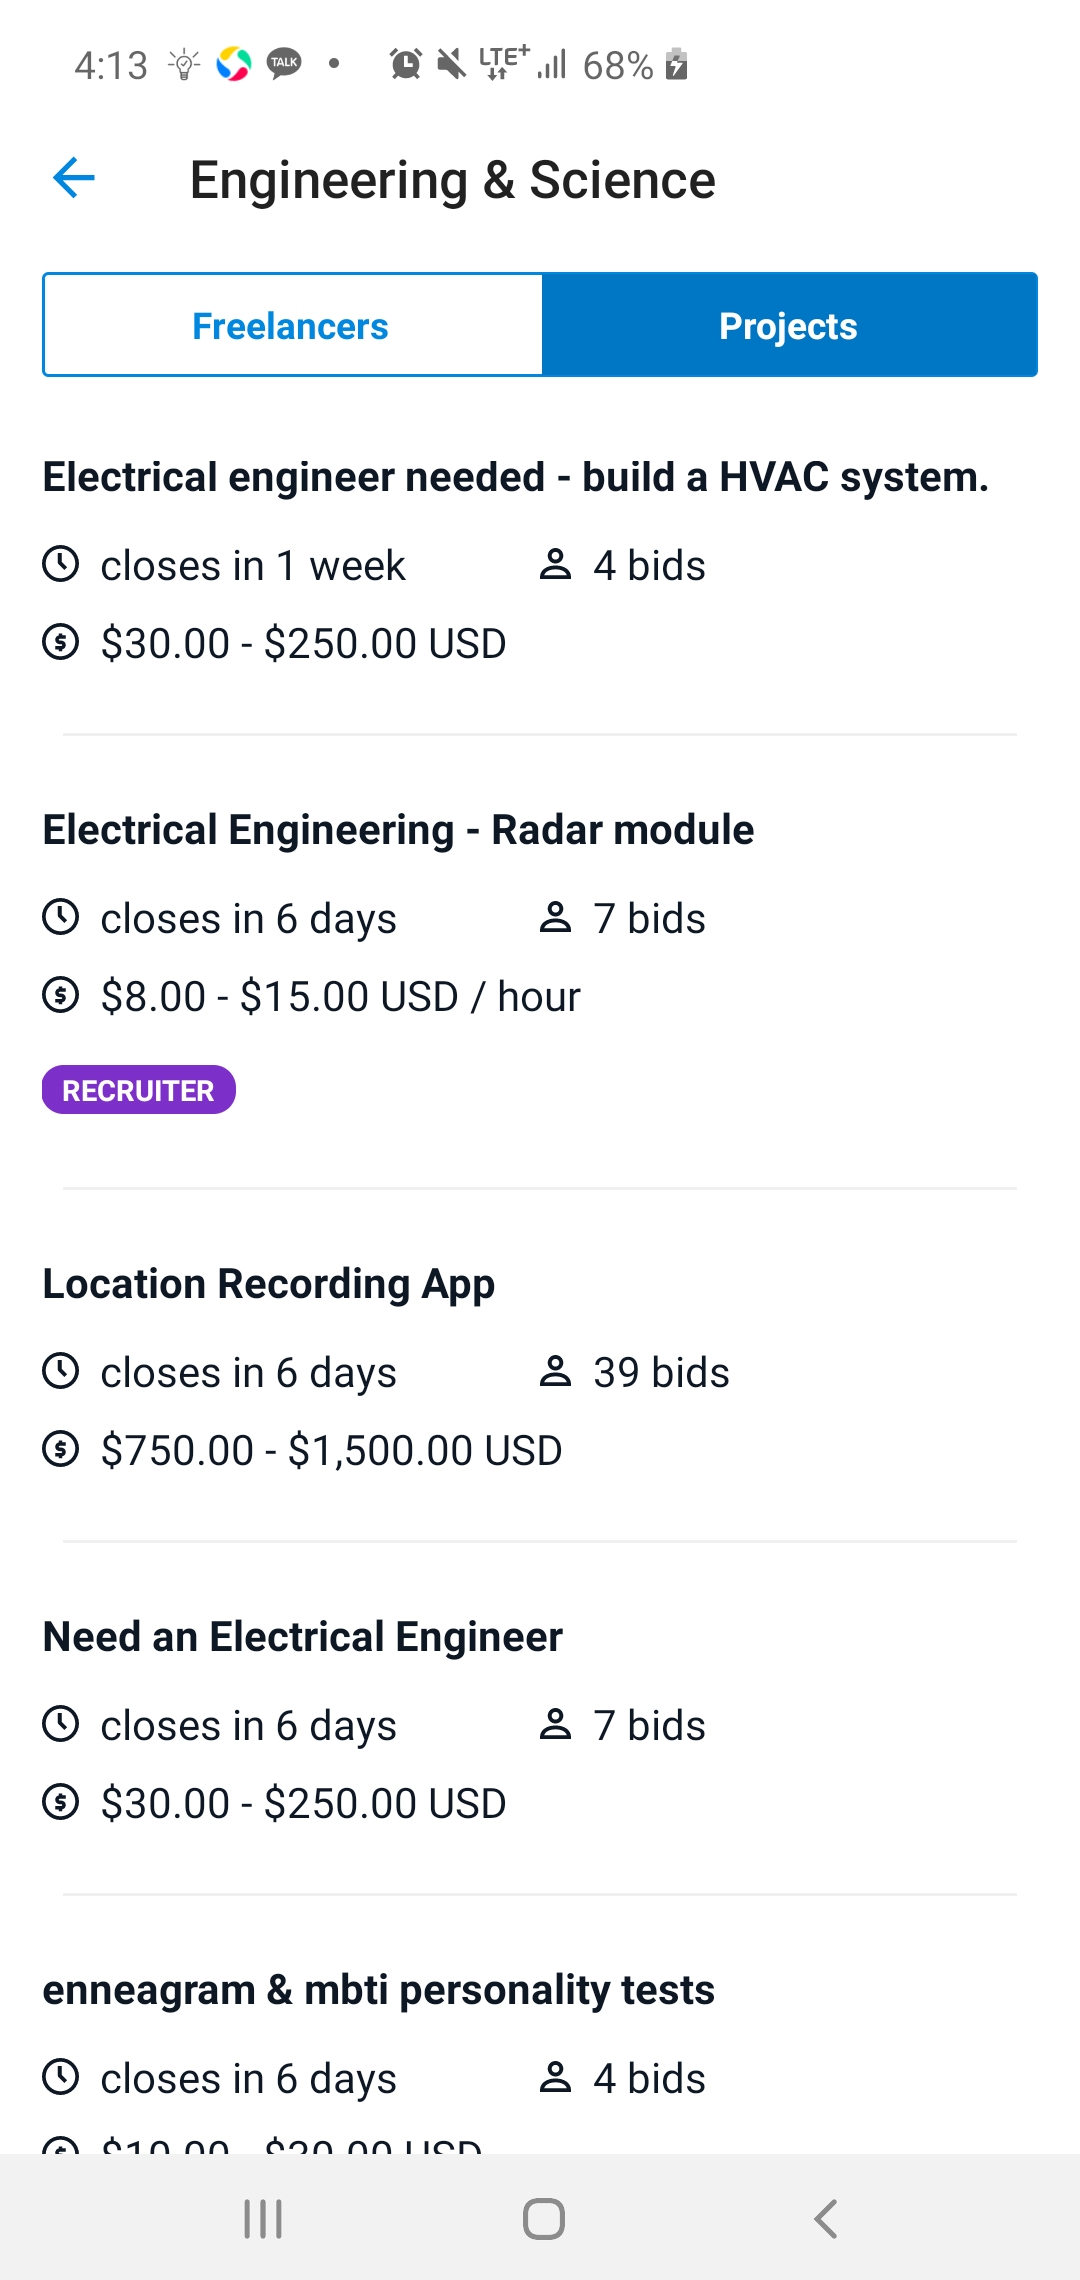 4:13 TALK LTE+ 68%
Engineering & Science
Freelancers Projects
Electrical engineer needed - build a HVAC system.
closes in 1 week 4 bids
$30.00 - $250.00 USD
Electrical Engineering - Radar module
closes in 6 days 7 bids
$8.00 - $15.00 USD / hour
RECRUITER
Location Recording App
closes in 6 days 39 bids
$750.00 - $1,500.00 USD
Need an Electrical Engineer
closes in 6 days 7 bids
$30.00 - $250.00 USD
enneagram & mbti personality tests
closes in 6 days 4 bids